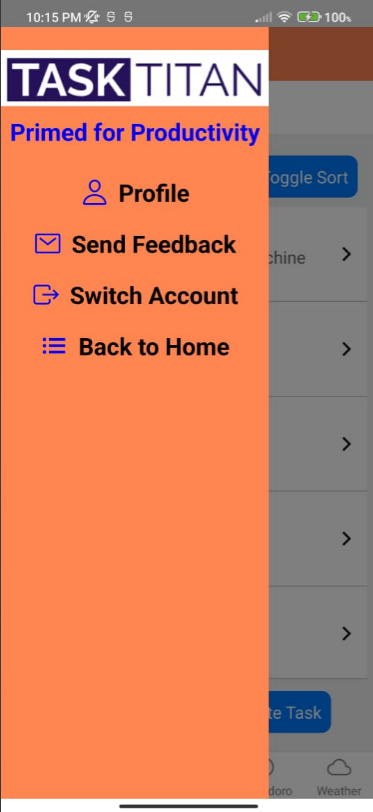 10:15 PM
100%
TASK TITAN
Primed for Productivity
Profile
Send Feedback
Switch Account
Back to Home
oggle Sort
chine
te Task
doro
Weather